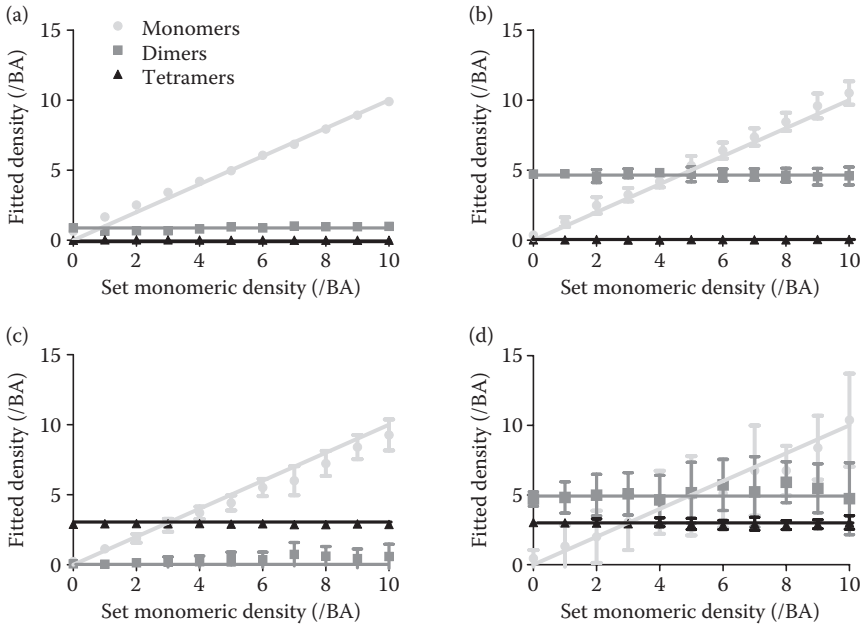 (a)
Monomers
Dimers
Tetramers
15
10
5
0
Fitted density (/BA)
0 2 4 6 8 10
Set monomeric density (/BA)
(b)
15
10
5
0
Fitted density (/BA)
0 2 4 6 8 10
Set monomeric density (/BA)
(c)
15
10
5
0
Fitted density (/BA)
0 2 4 6 8 10
Set monomeric density (/BA)
(d)
15
10
5
0
Fitted density (/BA)
0 2 4 6 8 10
Set monomeric density (/BA)